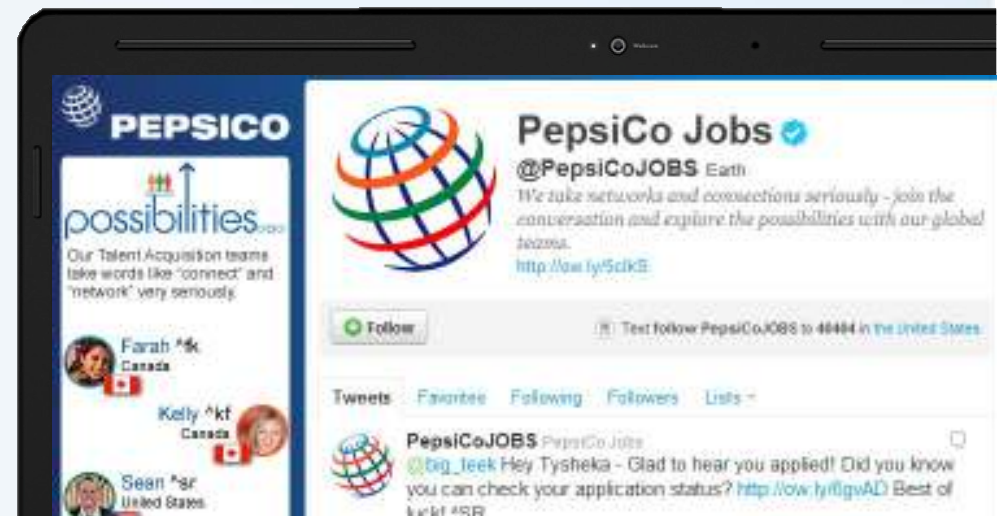 PEPSICO
possibilities
Our Talent Acquisition teams
take words like "connect" and
"network" very seriously.
Farah ^fk
Canada
Kelly ^kf
Canada
Sean ^sr
United States
PepsiCo Jobs
@PepsiCoJOBS Earth
We take networks and connections seriously - join the
conversation and explore the possibilities with our global
teams.
Follow
Text follow PepsiCoJOBS to 40404 in the United States
Tweets Favorites Following Followers Lists
PepsiCoJOBS PepsiCo Jobs
@big_teek Hey Tysheka - Glad to hear you applied! Did you know
you can check your application status? Best of
luck! ^SR